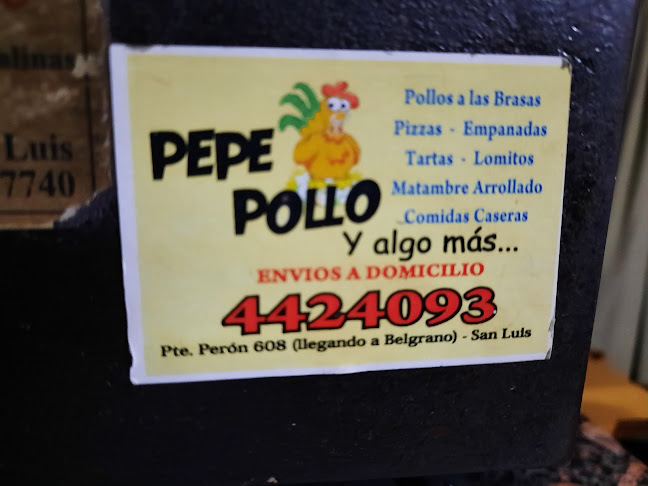 alinas
Luis
7740
PEPE
POLLO
Pollos a las Brasas
Pizzas - Empanadas
Tartas - Lomitos
Matambre Arrollado
Comidas Caseras
Y algo más...
ENVIOS A DOMICILIO
4424093
Pte. Perón 608 (llegando a Belgrano) - San Luis